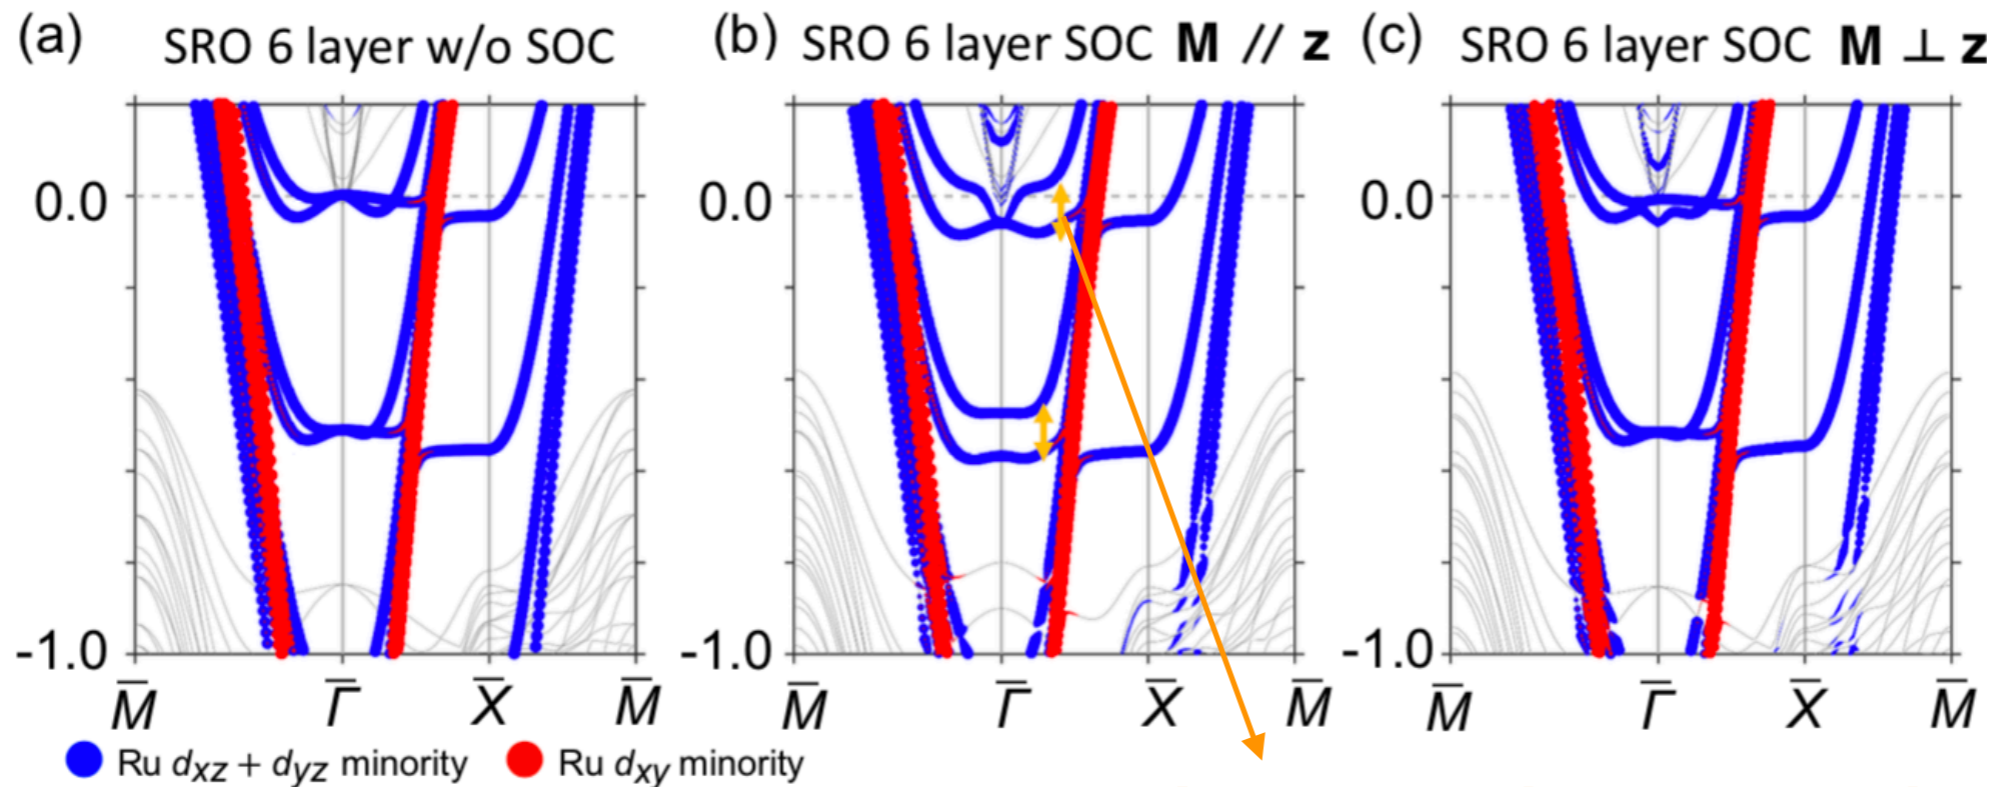 (a) SRO 6 layer w/o SOC
(b) SRO 6 layer SOC M // z
(c) SRO 6 layer SOC M ⊥ z
0.0
-1.0
M̅ Γ̅ X̅ M̅
0.0
-1.0
M̅ Γ̅ X̅ M̅
0.0
-1.0
M̅ Γ̅ X̅ M̅
Ru dxz + dyz minority
Ru dxy minority